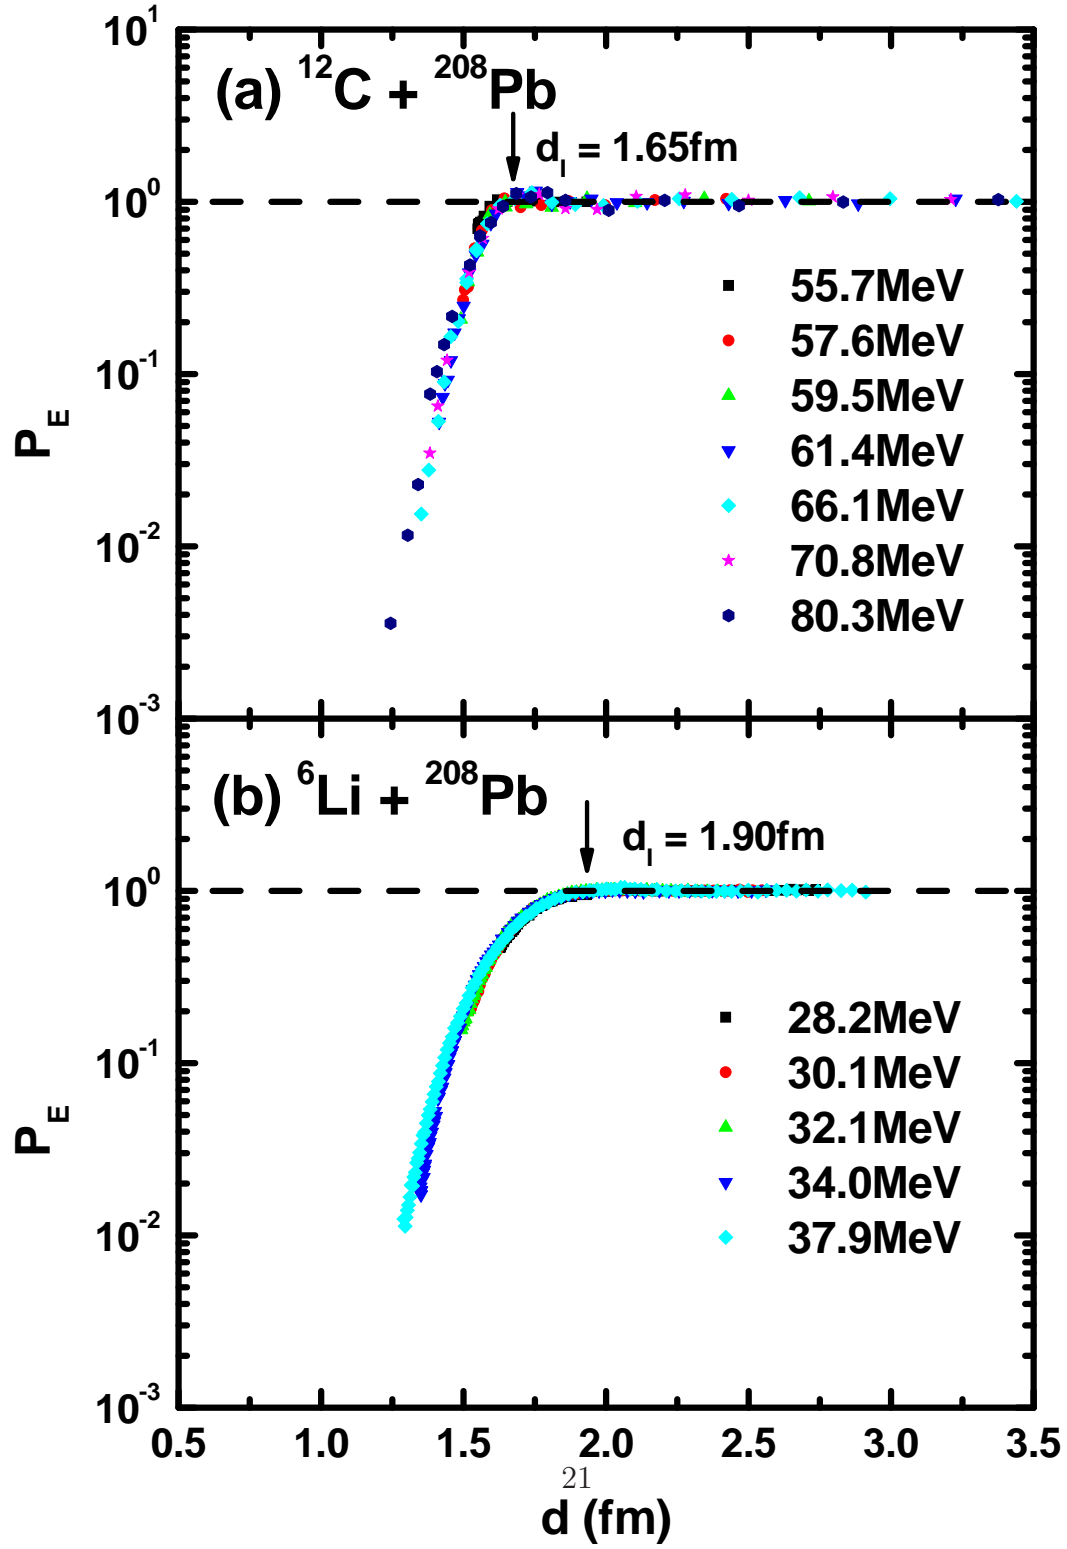 10^1
(a) ^12C + ^208Pb
d_I = 1.65fm
10^0
55.7MeV
57.6MeV
59.5MeV
61.4MeV
66.1MeV
70.8MeV
80.3MeV
10^-1
10^-2
10^-3
P_E
(b) ^6Li + ^208Pb
d_I = 1.90fm
10^0
28.2MeV
30.1MeV
32.1MeV
34.0MeV
37.9MeV
10^-1
10^-2
10^-3
P_E
0.5 1.0 1.5 2.0 2.5 3.0 3.5
21
d (fm)